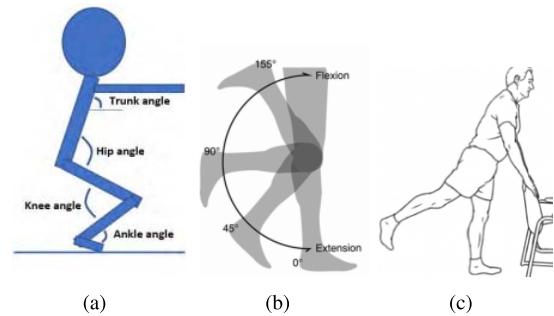 Trunk angle
Hip angle
Knee angle
Ankle angle
155°
Flexion
90°
45°
Extension
0°
(a)
(b)
(c)